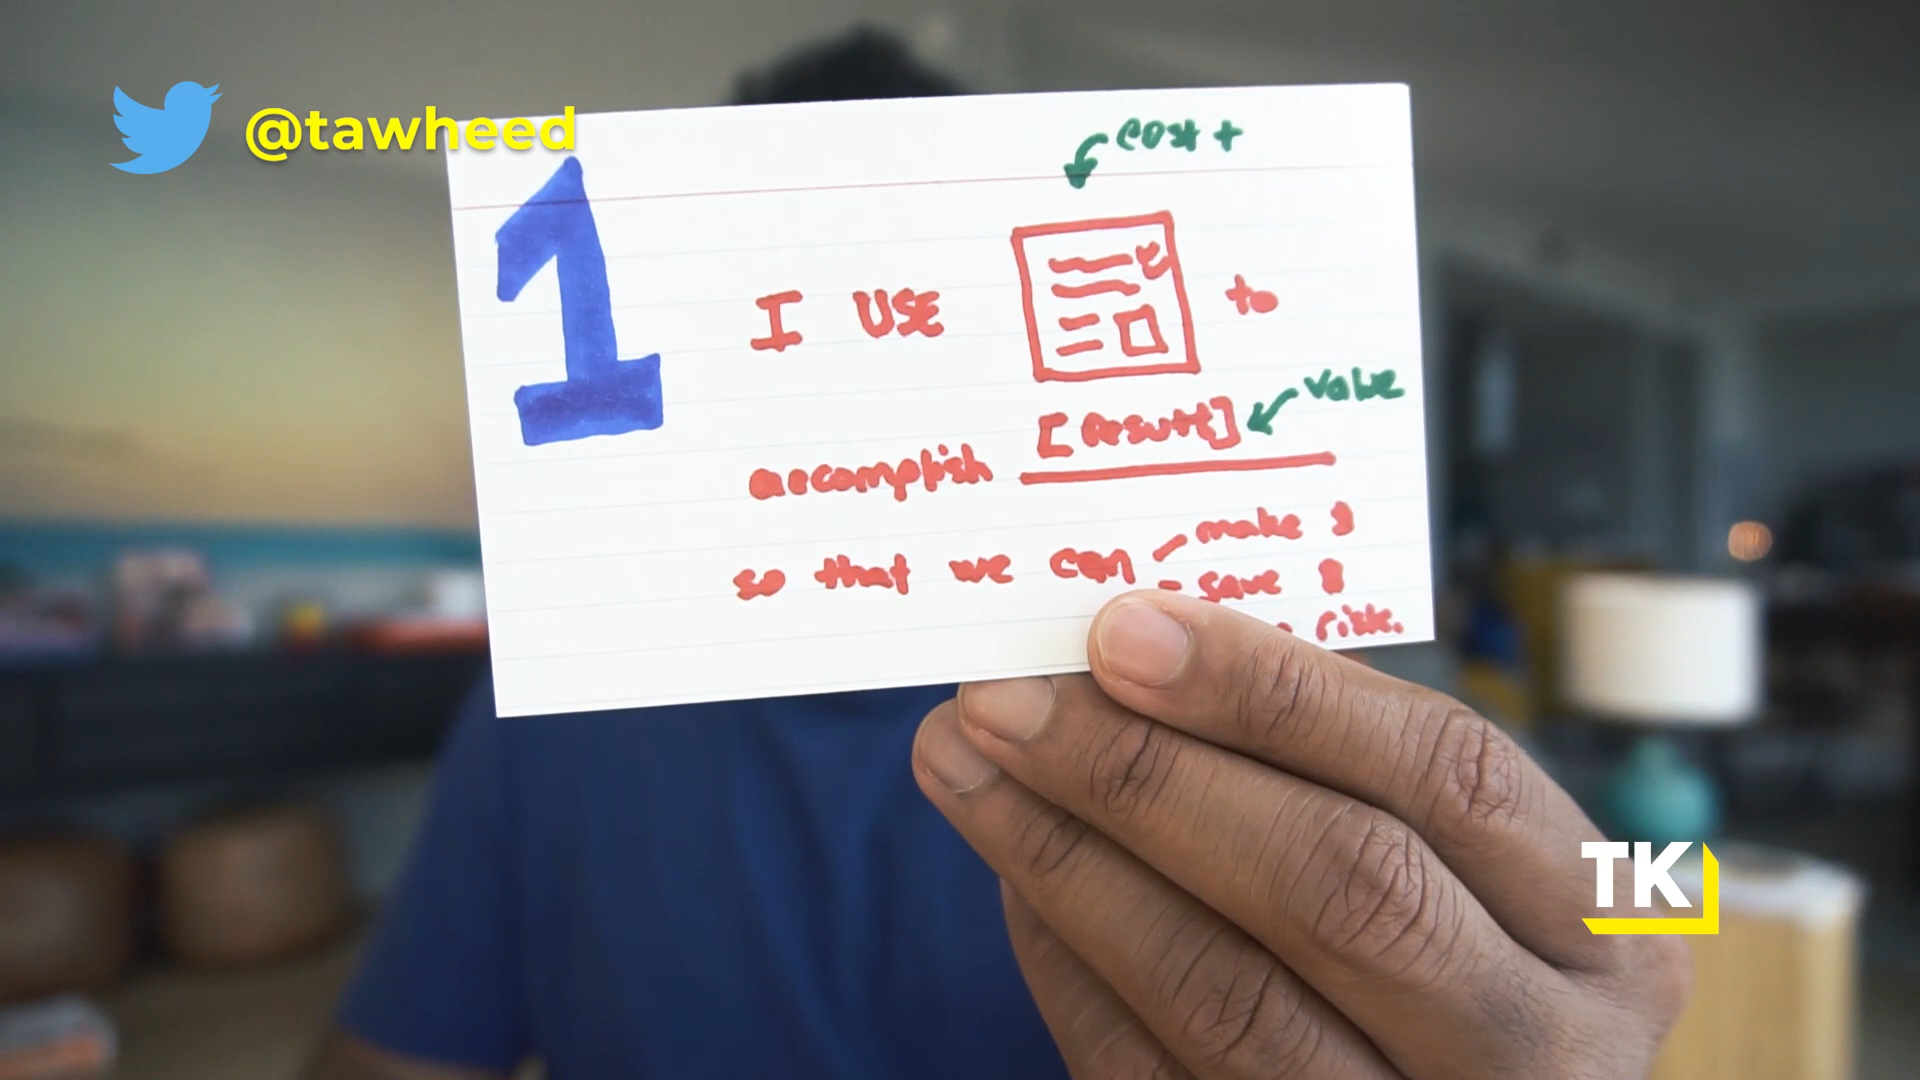 @tawheed
cost +
1
I USE to
[Result]
value
accomplish
so that we can
make $
- save $
risk.
TK